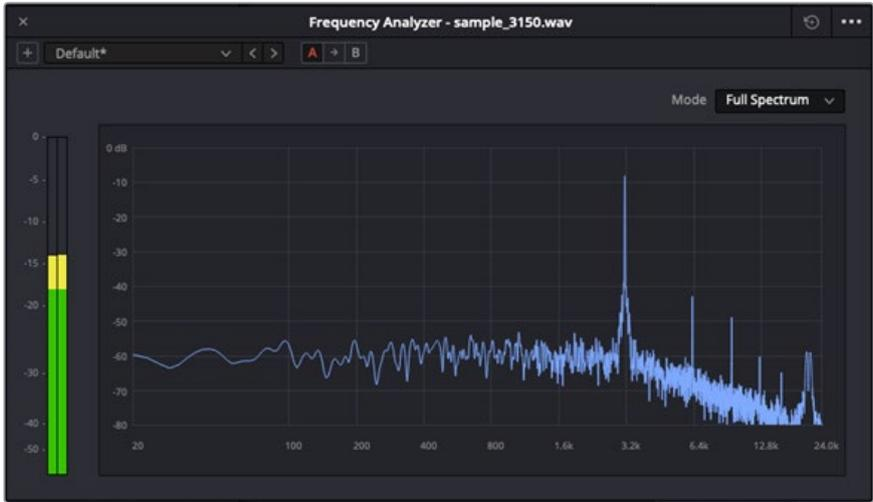 Frequency Analyzer - sample_3150.wav
Default*
A
B
Mode Full Spectrum
0
-5
-10
-15
-20
-30
-40
-50
0 dB
-10
-20
-30
-40
-50
-60
-70
-80
20 100 200 400 800 1.6k 3.2k 6.4k 12.8k 24.0k